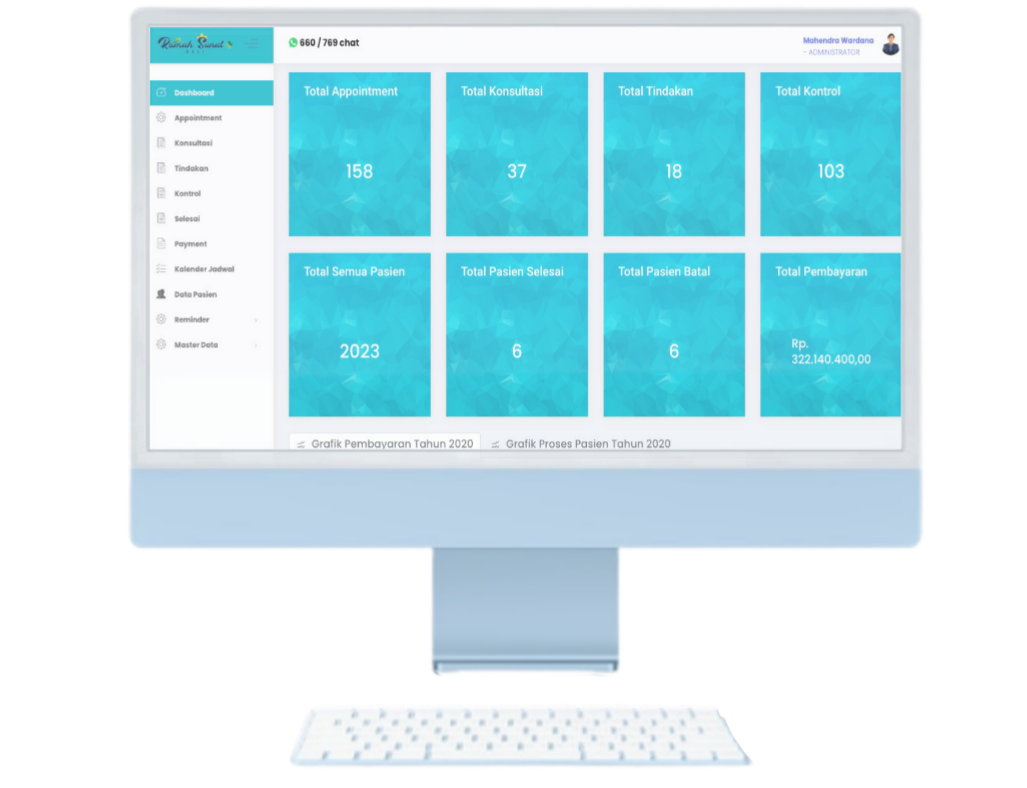 Rumah Sunat
BALI
660 / 769 chat
Mahendra Wardana
- ADMINISTRATOR
Dashboard
Appointment
Konsultasi
Tindakan
Kontrol
Selesai
Payment
Kalender Jadwal
Data Pasien
Reminder
Master Data
Total Appointment
158
Total Konsultasi
37
Total Tindakan
18
Total Kontrol
103
Total Semua Pasien
2023
Total Pasien Selesai
6
Total Pasien Batal
6
Total Pembayaran
Rp.
322.140.400,00
Grafik Pembayaran Tahun 2020
Grafik Proses Pasien Tahun 2020